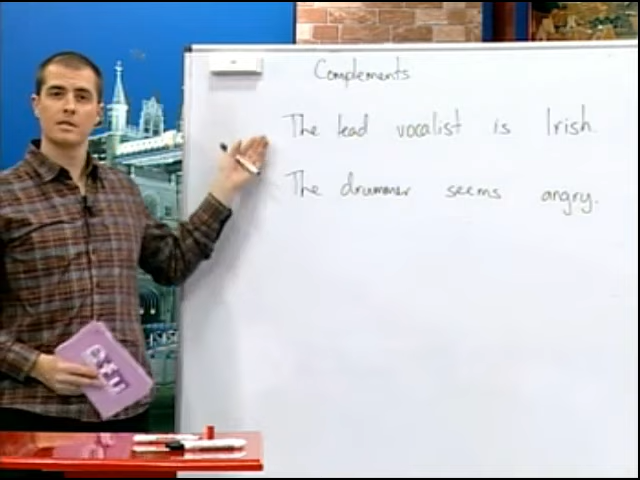 Complements
The lead vocalist is Irish.
The drummer seems angry.